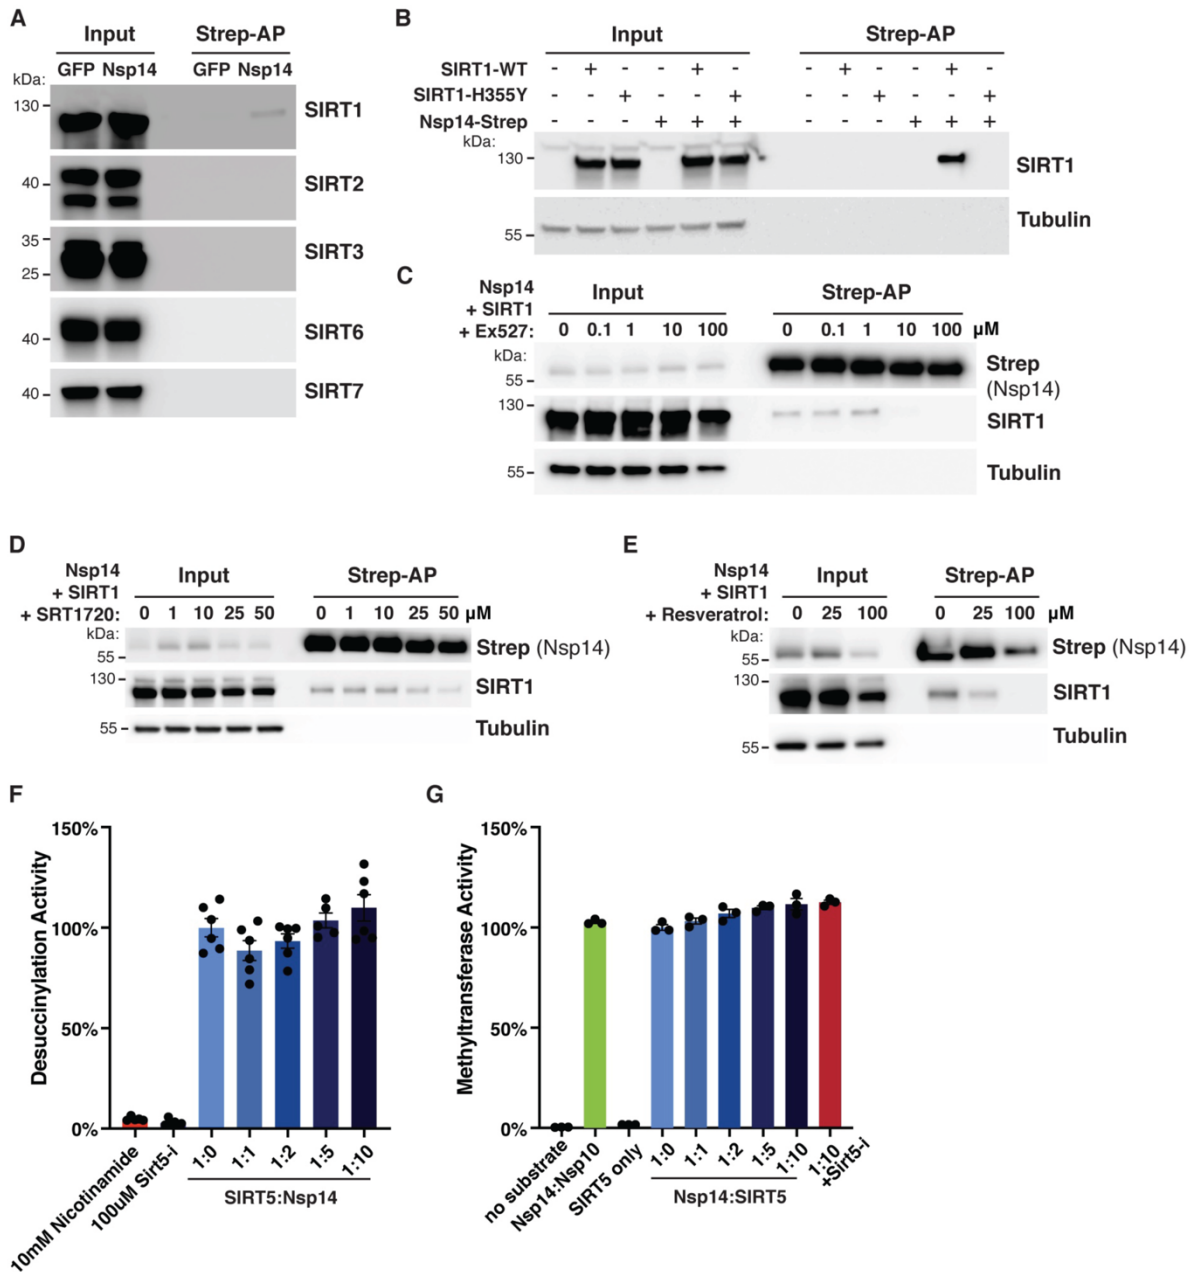 A
Input Strep-AP
GFP Nsp14 GFP Nsp14
kDa:
130 SIRT1
40 SIRT2
35 SIRT3
25
40 SIRT6
40 SIRT7
B
Input Strep-AP
SIRT1-WT - + - - + - - + - - + -
SIRT1-H355Y - - + - - + - - + - - +
Nsp14-Strep - - - + + + - - - + + +
kDa:
130 SIRT1
55 Tubulin
C
Nsp14
+ SIRT1
+ Ex527:
Input Strep-AP
0 0.1 1 10 100 0 0.1 1 10 100 μM
kDa:
55 Strep
(Nsp14)
130 SIRT1
55 Tubulin
D
Nsp14
+ SIRT1
+ SRT1720:
Input Strep-AP
0 1 10 25 50 0 1 10 25 50 μM
kDa:
55 Strep (Nsp14)
130 SIRT1
55 Tubulin
E
Nsp14
+ SIRT1
+ Resveratrol:
Input Strep-AP
0 25 100 0 25 100 μM
kDa:
55 Strep (Nsp14)
130 SIRT1
55 Tubulin
F
Desuccinylation Activity
150%
100%
50%
0%
10mM Nicotinamide
100uM Sirt5-i
1:0 1:1 1:2 1:5 1:10
SIRT5:Nsp14
G
Methyltransferase Activity
150%
100%
50%
0%
no substrate
Nsp14:Nsp10
SIRT5 only
1:0 1:1 1:2 1:5 1:10
Nsp14:SIRT5
1:10
+Sirt5-i